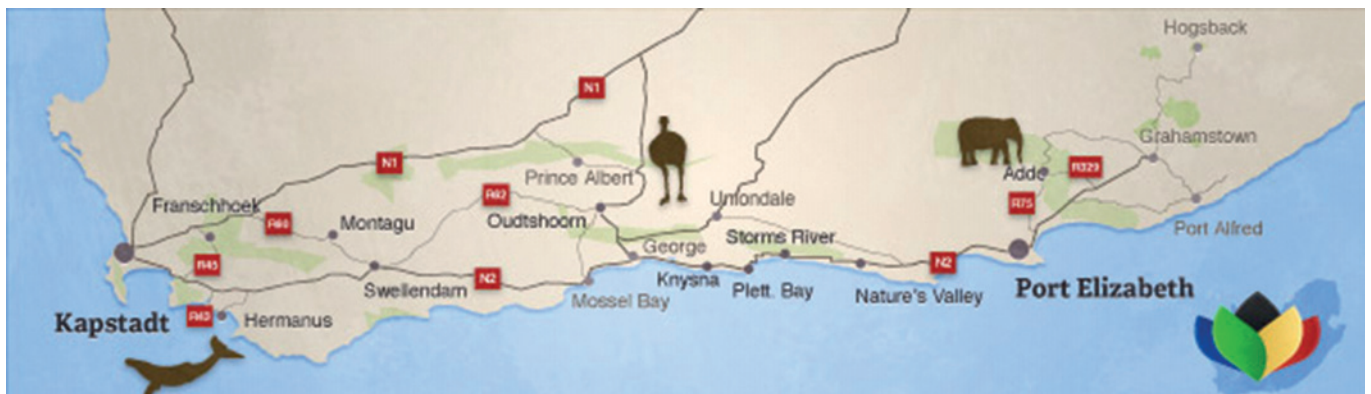 Hogsback
N1
Grahamstown
N1
Prince Albert
Adde
R329
R62
R75
Franschhoek
Uniondale
R60
Montagu
Oudtshoorn
Port Alfred
Storms River
George
R45
N2
Swellendam
N2
Knysna
Plett. Bay
Nature's Valley
Port Elizabeth
Mossel Bay
Kapstadt
R43
Hermanus